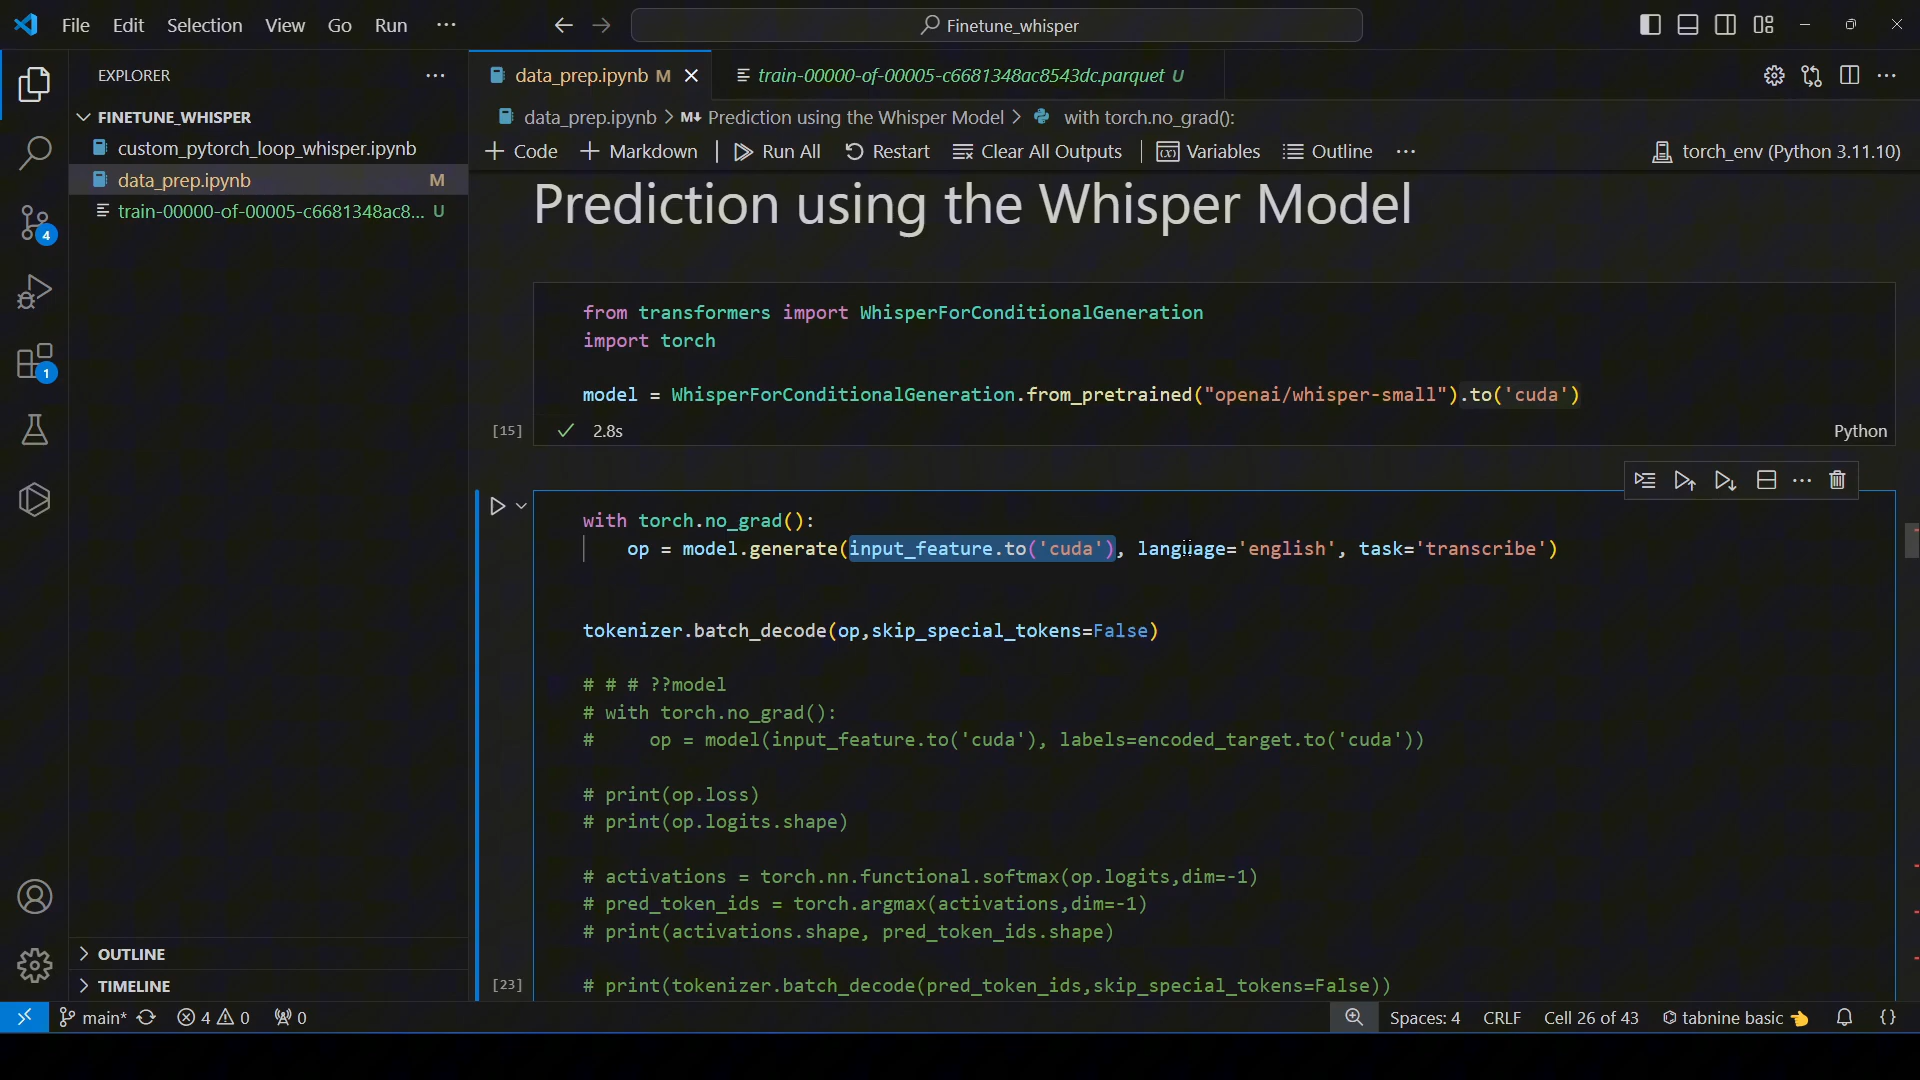 File Edit Selection View Go Run ···
Finetune_whisper
EXPLORER
data_prep.ipynb M
train-00000-of-00005-c6681348ac8543dc.parquet U
FINETUNE_WHISPER
data_prep.ipynb > M↓ Prediction using the Whisper Model > with torch.no_grad():
custom_pytorch_loop_whisper.ipynb
+ Code + Markdown Run All Restart Clear All Outputs Variables Outline ··· torch_env (Python 3.11.10)
data_prep.ipynb M
train-00000-of-00005-c6681348ac8... U
Prediction using the Whisper Model
from transformers import WhisperForConditionalGeneration
import torch
model = WhisperForConditionalGeneration.from_pretrained("openai/whisper-small").to('cuda')
[15] 2.8s Python
with torch.no_grad():
op = model.generate(input_feature.to('cuda'), language='english', task='transcribe')
tokenizer.batch_decode(op,skip_special_tokens=False)
# # # ??model
# with torch.no_grad():
#     op = model(input_feature.to('cuda'), labels=encoded_target.to('cuda'))
# print(op.loss)
# print(op.logits.shape)
# activations = torch.nn.functional.softmax(op.logits,dim=-1)
# pred_token_ids = torch.argmax(activations,dim=-1)
# print(activations.shape, pred_token_ids.shape)
[23] # print(tokenizer.batch_decode(pred_token_ids,skip_special_tokens=False))
4
1
OUTLINE
TIMELINE
main* 4 0 0 Spaces: 4 CRLF Cell 26 of 43 tabnine basic {}